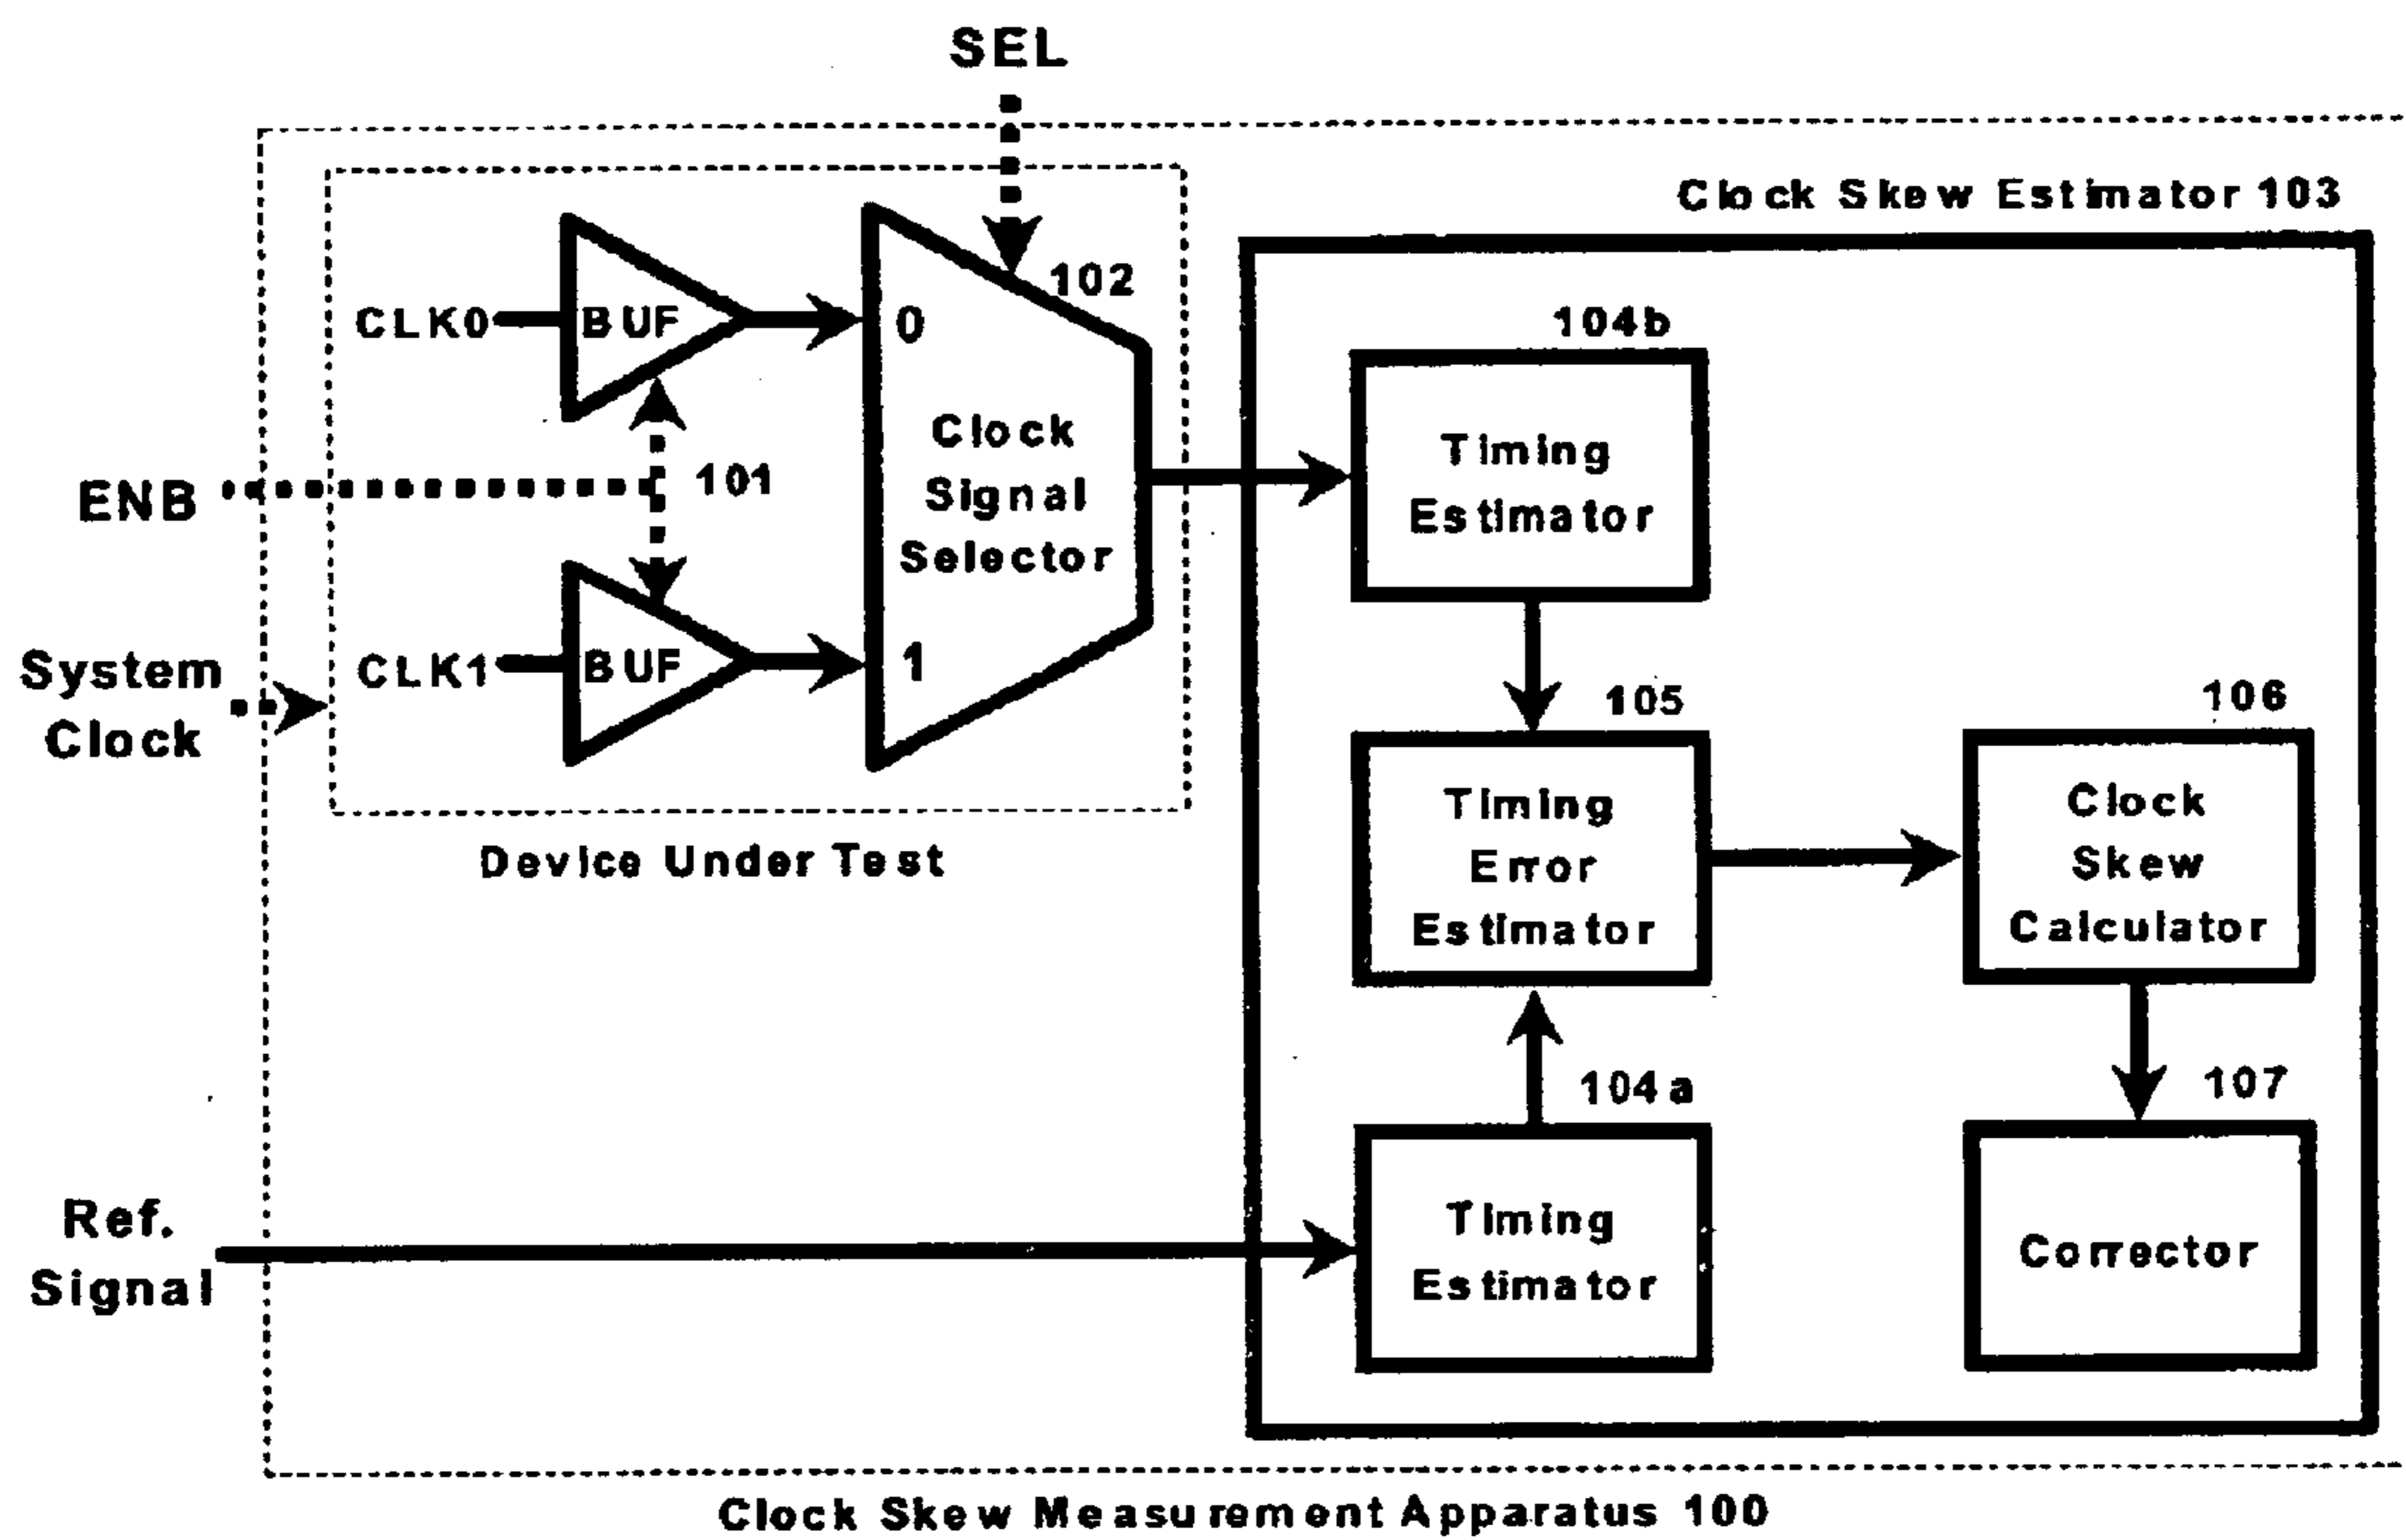 SEL
Clock Skew Estimator 103
102
CLK0
BUF
0
104b
Clock
Signal
Selector
Timing
Estimator
ENB
101
CLK1
BUF
1
System
Clock
105
106
Timing
Error
Estimator
Clock
Skew
Calculator
Device Under Test
104a
107
Ref.
Signal
Timing
Estimator
Corrector
Clock Skew Measurement Apparatus 100